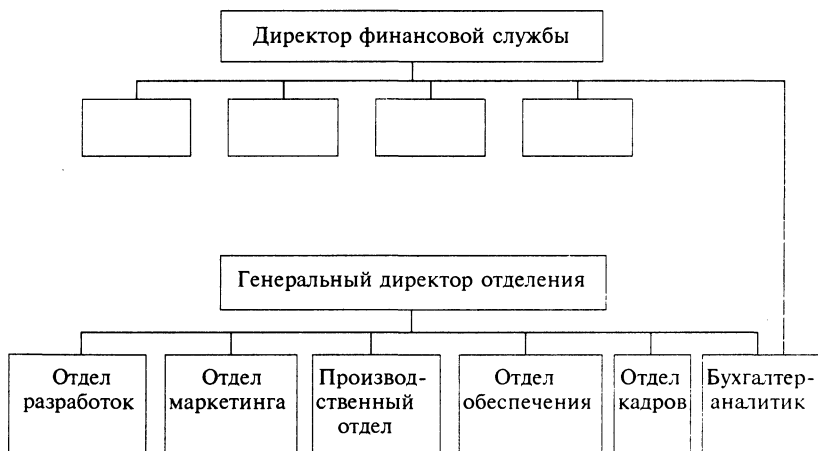 Директор финансовой службы
Генеральный директор отделения
Отдел
разработок
Отдел
маркетинга
Производ-
ственный
отдел
Отдел
обеспечения
Отдел
кадров
Бухгалтер-
аналитик